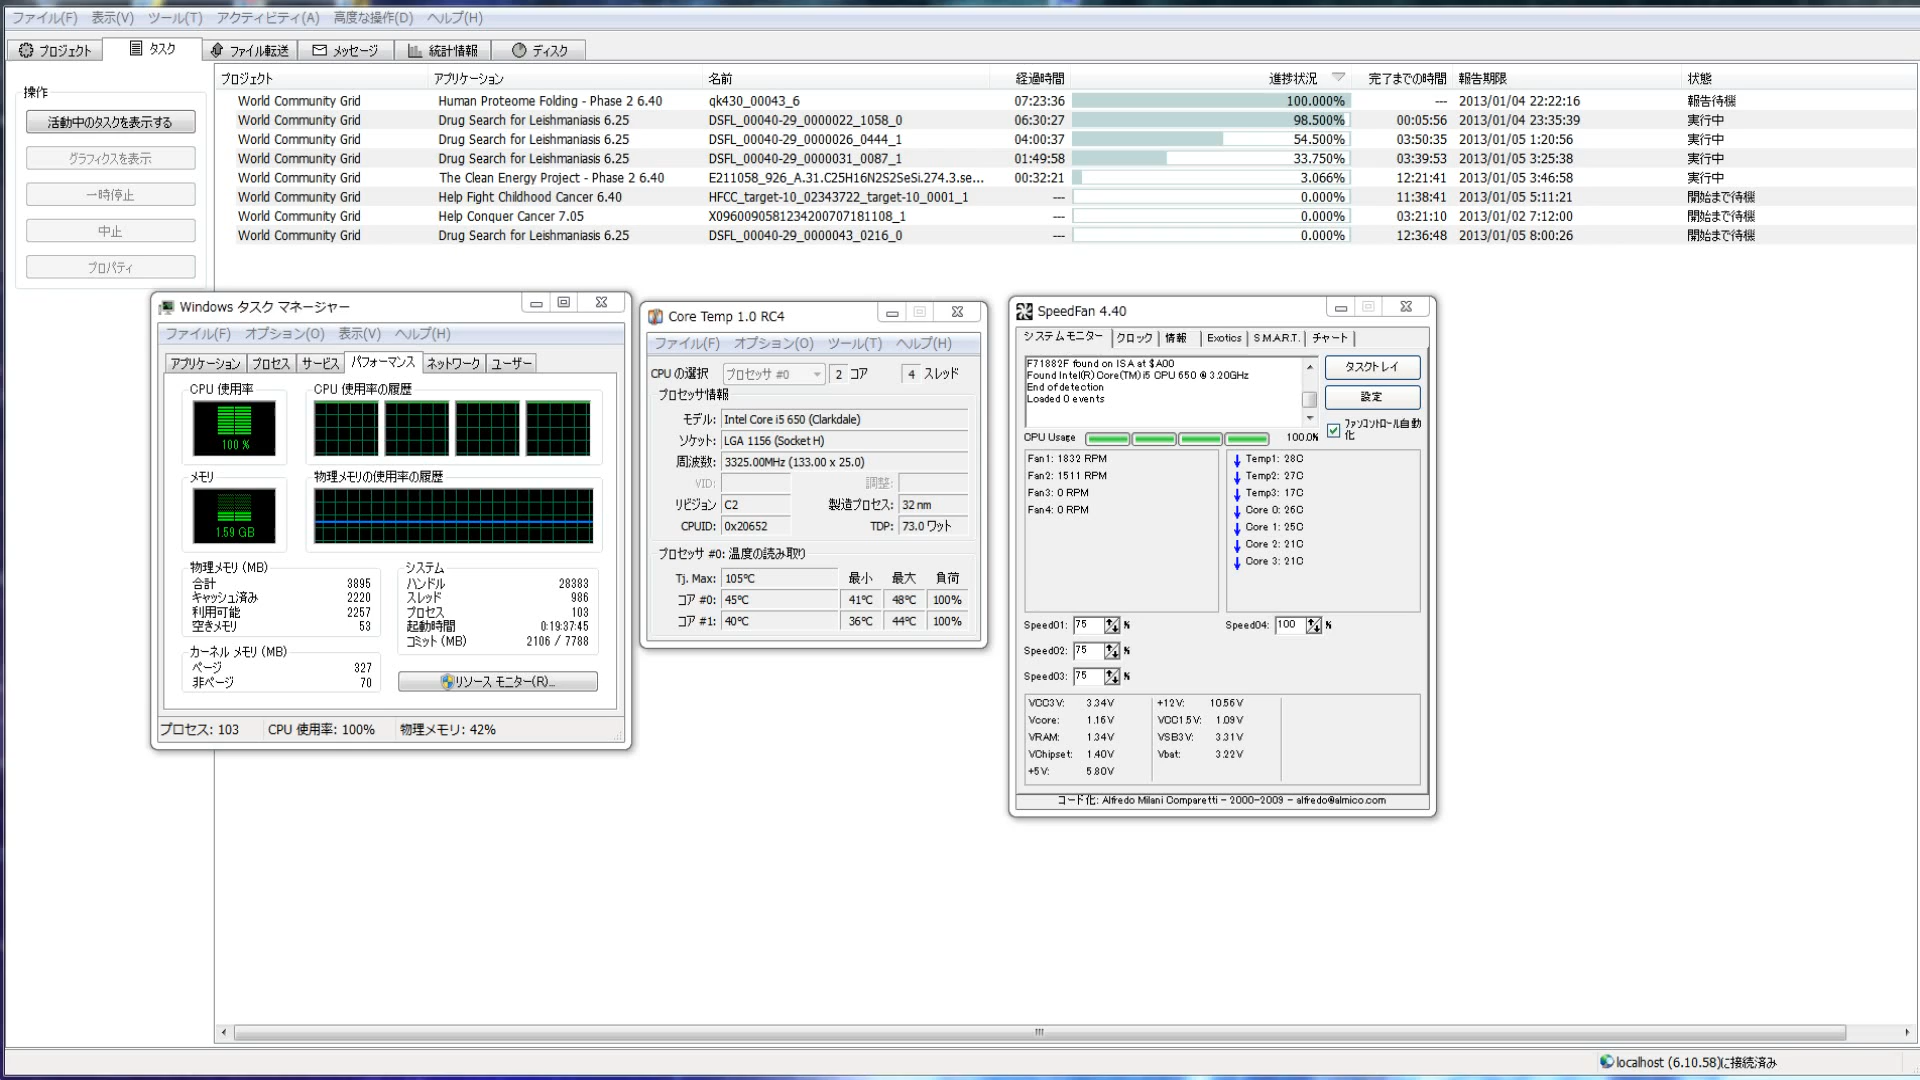 ファイル(F) 表示(V) ツール(T) アクティビティ(A) 高度な操作(D) ヘルプ(H)
プロジェクト タスク ファイル転送 メッセージ 統計情報 ディスク
操作
活動中のタスクを表示する
グラフィクスを表示
一時停止
中止
プロパティ
プロジェクト アプリケーション 名前 経過時間 進捗状況 完了までの時間 報告期限 状態
World Community Grid Human Proteome Folding - Phase 2 6.40 qk430_00043_6 07:23:36 100.000% --- 2013/01/04 22:22:16 報告待機
World Community Grid Drug Search for Leishmaniasis 6.25 DSFL_00040-29_0000022_1058_0 06:30:27 98.500% 00:05:56 2013/01/04 23:35:39 実行中
World Community Grid Drug Search for Leishmaniasis 6.25 DSFL_00040-29_0000026_0444_1 04:00:37 54.500% 03:50:35 2013/01/05 1:20:56 実行中
World Community Grid Drug Search for Leishmaniasis 6.25 DSFL_00040-29_0000031_0087_1 01:49:58 33.750% 03:39:53 2013/01/05 3:25:38 実行中
World Community Grid The Clean Energy Project - Phase 2 6.40 E211058_926_A.31.C25H16N2S2SeSi.274.3.se... 00:32:21 3.066% 12:21:41 2013/01/05 3:46:58 実行中
World Community Grid Help Fight Childhood Cancer 6.40 HFCC_target-10_02343722_target-10_0001_1 --- 0.000% 11:38:41 2013/01/05 5:11:21 開始まで待機
World Community Grid Help Conquer Cancer 7.05 X0960090581234200707181108_1 --- 0.000% 03:21:10 2013/01/02 7:12:00 開始まで待機
World Community Grid Drug Search for Leishmaniasis 6.25 DSFL_00040-29_0000043_0216_0 --- 0.000% 12:36:48 2013/01/05 8:00:26 開始まで待機
Windows タスク マネージャー
ファイル(F) オプション(O) 表示(V) ヘルプ(H)
アプリケーション プロセス サービス パフォーマンス ネットワーク ユーザー
CPU 使用率 CPU 使用率の履歴
100 %
メモリ 物理メモリの使用率の履歴
1.59 GB
物理メモリ (MB)
合計 3895
キャッシュ済み 2220
利用可能 2257
空きメモリ 53
カーネル メモリ (MB)
ページ 327
非ページ 70
システム
ハンドル 28383
スレッド 986
プロセス 103
起動時間 0:19:37:45
コミット (MB) 2106 / 7788
リソース モニター(R)...
プロセス: 103 CPU 使用率: 100% 物理メモリ: 42%
Core Temp 1.0 RC4
ファイル(F) オプション(O) ツール(T) ヘルプ(H)
CPU の選択 プロセッサ #0 2 コア 4 スレッド
プロセッサ情報
モデル: Intel Core i5 650 (Clarkdale)
ソケット: LGA 1156 (Socket H)
周波数: 3325.00MHz (133.00 x 25.0)
VID: 調整:
リビジョン C2 製造プロセス: 32 nm
CPUID: 0x20652 TDP: 73.0 ワット
プロセッサ #0: 温度の読み取り
Tj. Max: 105℃ 最小 最大 負荷
コア #0: 45℃ 41℃ 48℃ 100%
コア #1: 40℃ 36℃ 44℃ 100%
SpeedFan 4.40
システムモニター クロック 情報 Exotics S.M.A.R.T. チャート
F71882F found on ISA at $A00
Found Intel(R) Core(TM) i5 CPU 650 @ 3.20GHz
End of detection
Loaded 0 events
タスクトレイ
設定
CPU Usage 100.0%
ファンコントロール自動化
Fan1: 1832 RPM
Fan2: 1511 RPM
Fan3: 0 RPM
Fan4: 0 RPM
Temp1: 28C
Temp2: 27C
Temp3: 17C
Core 0: 26C
Core 1: 25C
Core 2: 21C
Core 3: 21C
Speed01: 75 % Speed04: 100 %
Speed02: 75 %
Speed03: 75 %
VCC3V: 3.34V +12V: 10.56V
Vcore: 1.16V VCC1.5V: 1.09V
VRAM: 1.34V VSB3V: 3.31V
VChipset: 1.40V Vbat: 3.22V
+5V: 5.80V
コード化: Alfredo Milani Comparetti - 2000-2009 - alfredo@almico.com
localhost (6.10.58)に接続済み